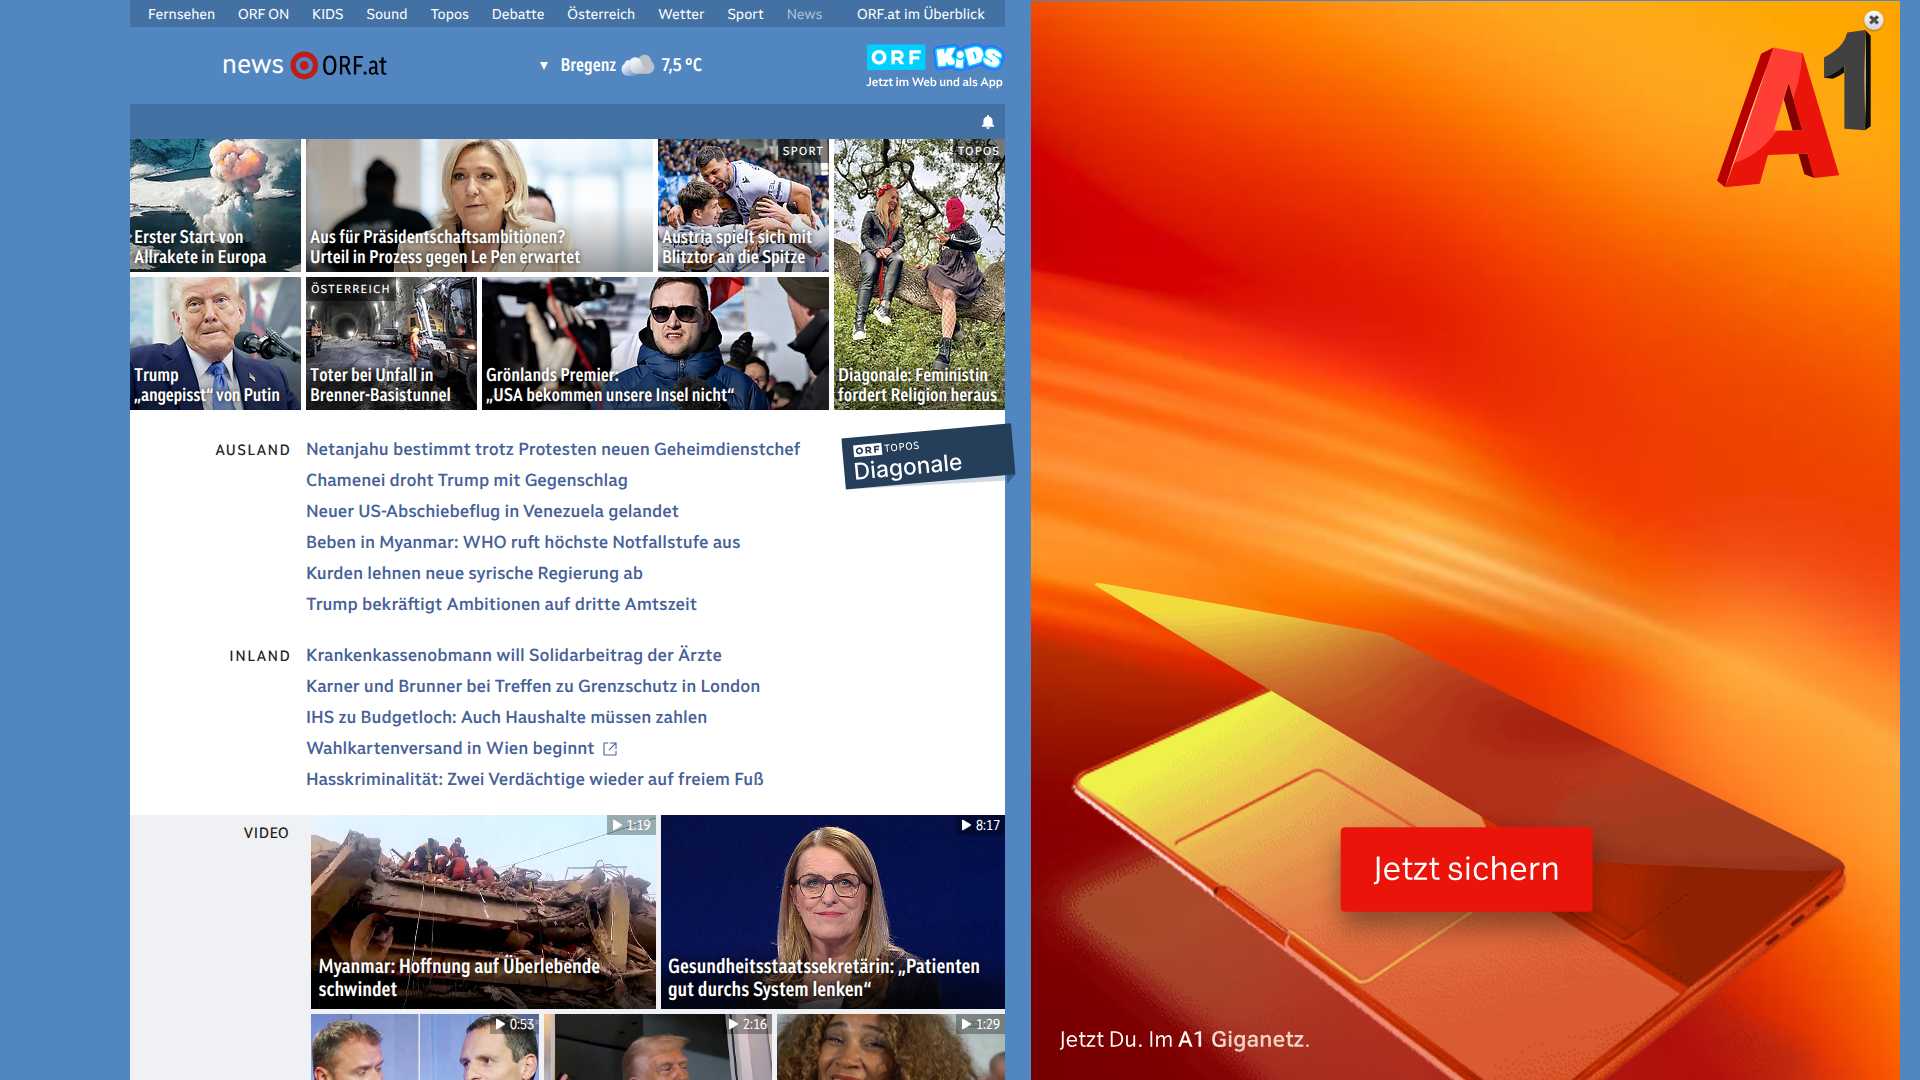 Fernsehen ORF ON KIDS Sound Topos Debatte Österreich Wetter Sport News ORF.at im Überblick
news ORF.at
▼ Bregenz 7,5 °C
ORF KiDS
Jetzt im Web und als App
Erster Start von
Allrakete in Europa
Aus für Präsidentschaftsambitionen?
Urteil in Prozess gegen Le Pen erwartet
SPORT
Austria spielt sich mit
Blitztor an die Spitze
TOPOS
Diagonale: Feministin
fordert Religion heraus
Trump
„angepisst“ von Putin
ÖSTERREICH
Toter bei Unfall in
Brenner-Basistunnel
Grönlands Premier:
„USA bekommen unsere Insel nicht“
AUSLAND
Netanjahu bestimmt trotz Protesten neuen Geheimdienstchef
Chamenei droht Trump mit Gegenschlag
Neuer US-Abschiebeflug in Venezuela gelandet
Beben in Myanmar: WHO ruft höchste Notfallstufe aus
Kurden lehnen neue syrische Regierung ab
Trump bekräftigt Ambitionen auf dritte Amtszeit
ORF TOPOS
Diagonale
INLAND
Krankenkassenobmann will Solidarbeitrag der Ärzte
Karner und Brunner bei Treffen zu Grenzschutz in London
IHS zu Budgetloch: Auch Haushalte müssen zahlen
Wahlkartenversand in Wien beginnt
Hasskriminalität: Zwei Verdächtige wieder auf freiem Fuß
VIDEO
1:19
Myanmar: Hoffnung auf Überlebende
schwindet
8:17
Gesundheitsstaatssekretärin: „Patienten
gut durchs System lenken“
0:53
2:16
1:29
A1
Jetzt sichern
Jetzt Du. Im A1 Giganetz.